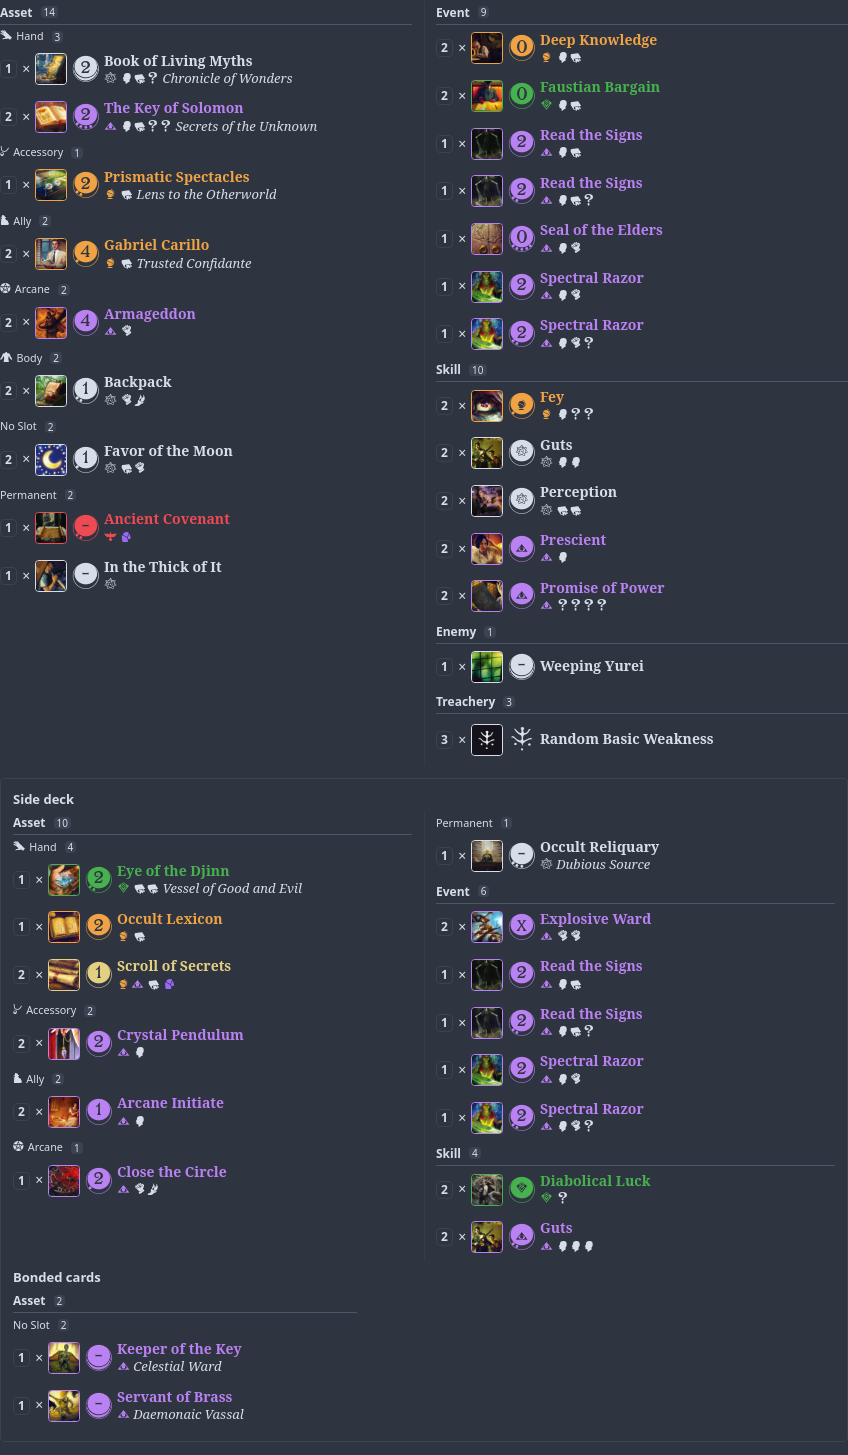 Asset 14
Hand 3
1 × 2 Book of Living Myths
Chronicle of Wonders
2 × 2 The Key of Solomon
Secrets of the Unknown
Accessory 1
1 × 2 Prismatic Spectacles
Lens to the Otherworld
Ally 2
2 × 4 Gabriel Carillo
Trusted Confidante
Arcane 2
2 × 4 Armageddon
Body 2
2 × 1 Backpack
No Slot 2
2 × 1 Favor of the Moon
Permanent 2
1 × – Ancient Covenant
1 × – In the Thick of It
Event 9
2 × 0 Deep Knowledge
2 × 0 Faustian Bargain
1 × 2 Read the Signs
1 × 2 Read the Signs
1 × 0 Seal of the Elders
1 × 2 Spectral Razor
1 × 2 Spectral Razor
Skill 10
2 × Fey
2 × Guts
2 × Perception
2 × Prescient
2 × Promise of Power
Enemy 1
1 × – Weeping Yurei
Treachery 3
3 × Random Basic Weakness
Side deck
Asset 10
Hand 4
1 × 2 Eye of the Djinn
Vessel of Good and Evil
1 × 2 Occult Lexicon
2 × 1 Scroll of Secrets
Accessory 2
2 × 2 Crystal Pendulum
Ally 2
2 × 1 Arcane Initiate
Arcane 1
1 × 2 Close the Circle
Permanent 1
1 × – Occult Reliquary
Dubious Source
Event 6
2 × X Explosive Ward
1 × 2 Read the Signs
1 × 2 Read the Signs
1 × 2 Spectral Razor
1 × 2 Spectral Razor
Skill 4
2 × Diabolical Luck
2 × Guts
Bonded cards
Asset 2
No Slot 2
1 × – Keeper of the Key
Celestial Ward
1 × – Servant of Brass
Daemonaic Vassal